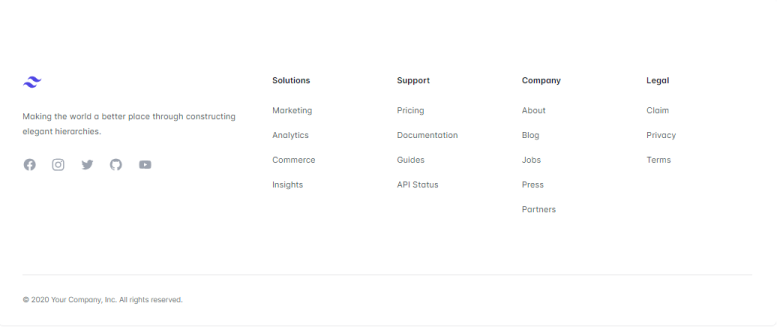 Making the world a better place through constructing
elegant hierarchies.
Solutions
Marketing
Analytics
Commerce
Insights
Support
Pricing
Documentation
Guides
API Status
Company
About
Blog
Jobs
Press
Partners
Legal
Claim
Privacy
Terms
© 2020 Your Company, Inc. All rights reserved.